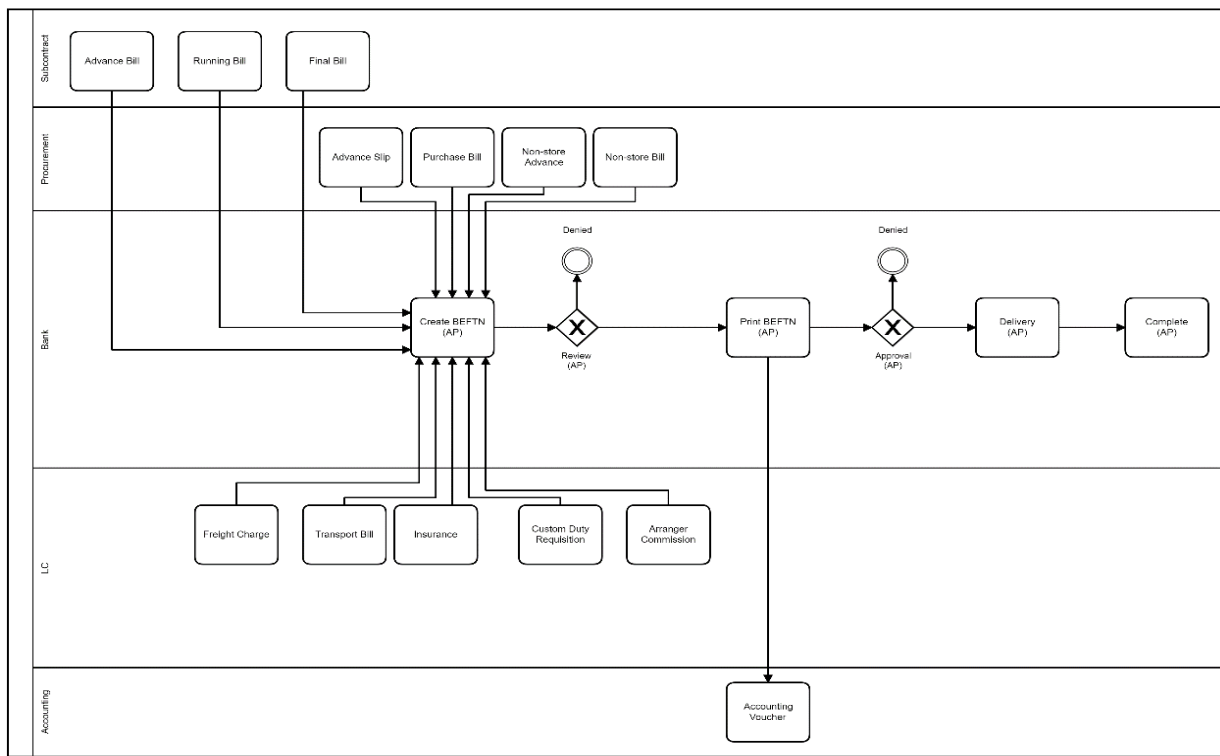 Subcontract
Advance Bill
Running Bill
Final Bill
Procurement
Advance Slip
Purchase Bill
Non-store
Advance
Non-store Bill
Bank
Denied
Denied
Create BEFTN
(AP)
Review
(AP)
Print BEFTN
(AP)
Approval
(AP)
Delivery
(AP)
Complete
(AP)
LC
Freight Charge
Transport Bill
Insurance
Custom Duty
Requisition
Arranger
Commission
Accounting
Accounting
Voucher